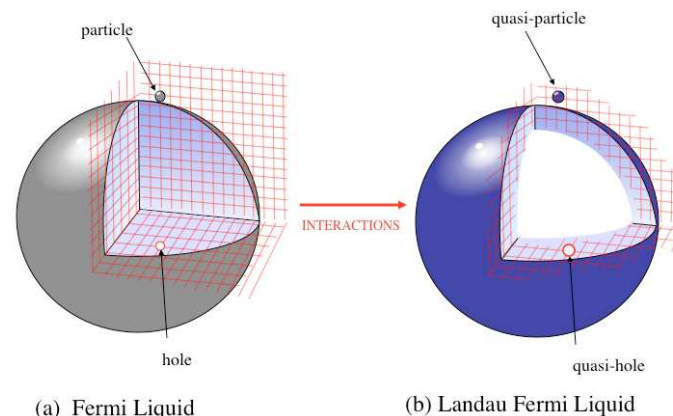 particle
quasi-particle
INTERACTIONS
hole
quasi-hole
(a) Fermi Liquid
(b) Landau Fermi Liquid